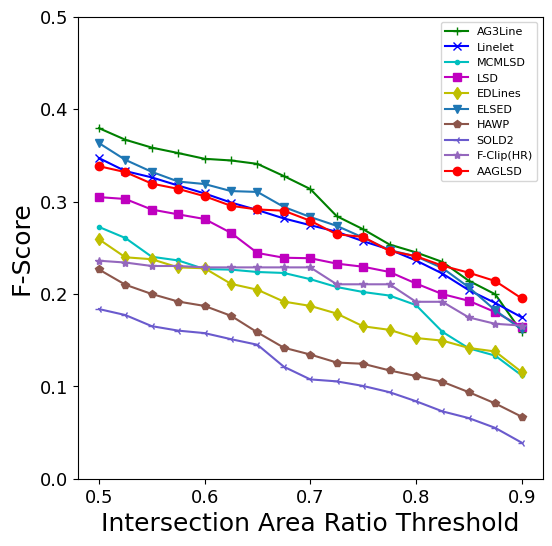 0.5
0.4
0.3
0.2
0.1
0.0
F-Score
AG3Line
Linelet
MCMLSD
LSD
EDLines
ELSED
HAWP
SOLD2
F-Clip(HR)
AAGLSD
0.5 0.6 0.7 0.8 0.9
Intersection Area Ratio Threshold